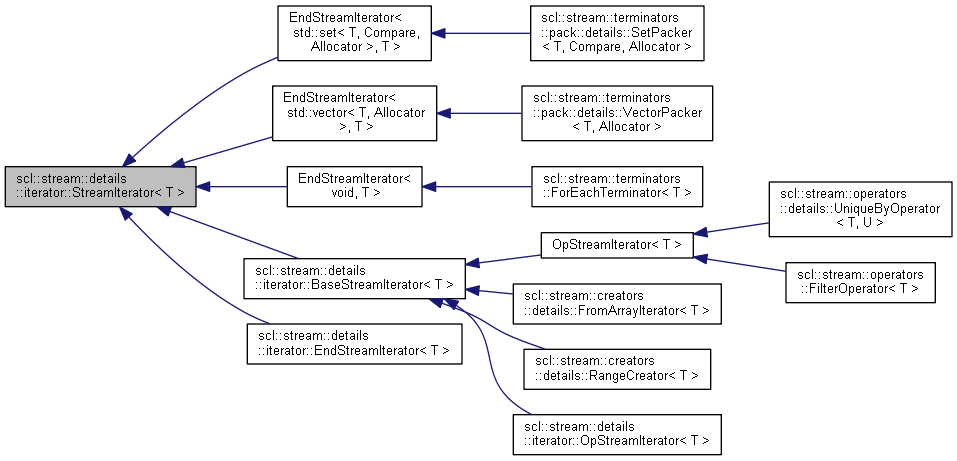 EndStreamIterator<
std::set< T, Compare,
Allocator >, T >
scl::stream::terminators
::pack::details::SetPacker
< T, Compare, Allocator >
EndStreamIterator<
std::vector< T, Allocator
>, T >
scl::stream::terminators
::pack::details::VectorPacker
< T, Allocator >
scl::stream::details
::iterator::StreamIterator< T >
EndStreamIterator<
void, T >
scl::stream::terminators
::ForEachTerminator< T >
scl::stream::operators
::details::UniqueByOperator
< T, U >
OpStreamIterator< T >
scl::stream::details
::iterator::BaseStreamIterator< T >
scl::stream::operators
::FilterOperator< T >
scl::stream::creators
::details::FromArrayIterator< T >
scl::stream::details
::iterator::EndStreamIterator< T >
scl::stream::creators
::details::RangeCreator< T >
scl::stream::details
::iterator::OpStreamIterator< T >